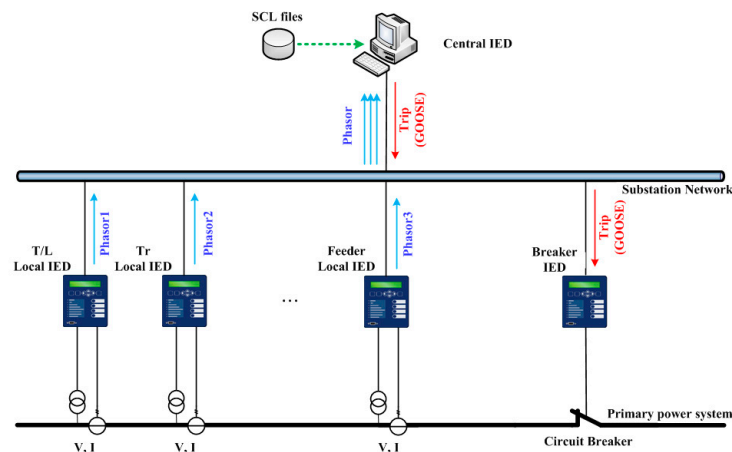 SCL files
Central IED
Phasor
Trip
(GOOSE)
Substation Network
T/L
Local IED
Phasor1
Tr
Local IED
Phasor2
...
Feeder
Local IED
Phasor3
Breaker
IED
Trip
(GOOSE)
Primary power system
Circuit Breaker
V, I
V, I
V, I